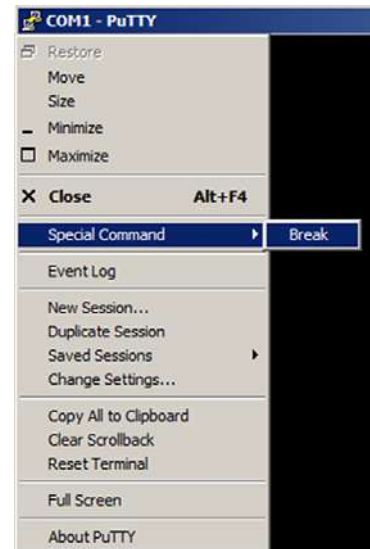 COM1 - PuTTY
Restore
Move
Size
Minimize
Maximize
Close Alt+F4
Special Command Break
Event Log
New Session...
Duplicate Session
Saved Sessions
Change Settings...
Copy All to Clipboard
Clear Scrollback
Reset Terminal
Full Screen
About PuTTY